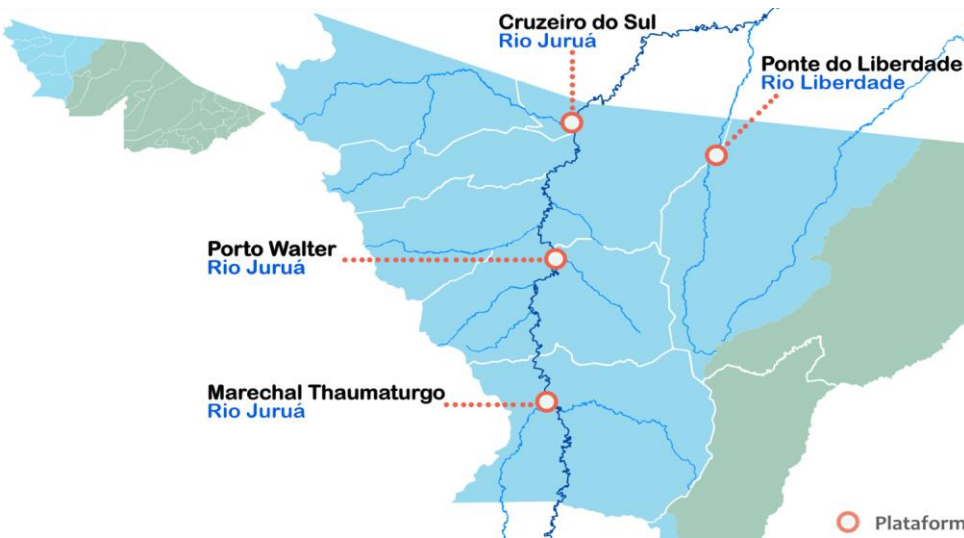 Cruzeiro do Sul
Rio Juruá
Ponte do Liberdade
Rio Liberdade
Porto Walter
Rio Juruá
Marechal Thaumaturgo
Rio Juruá
Plataform